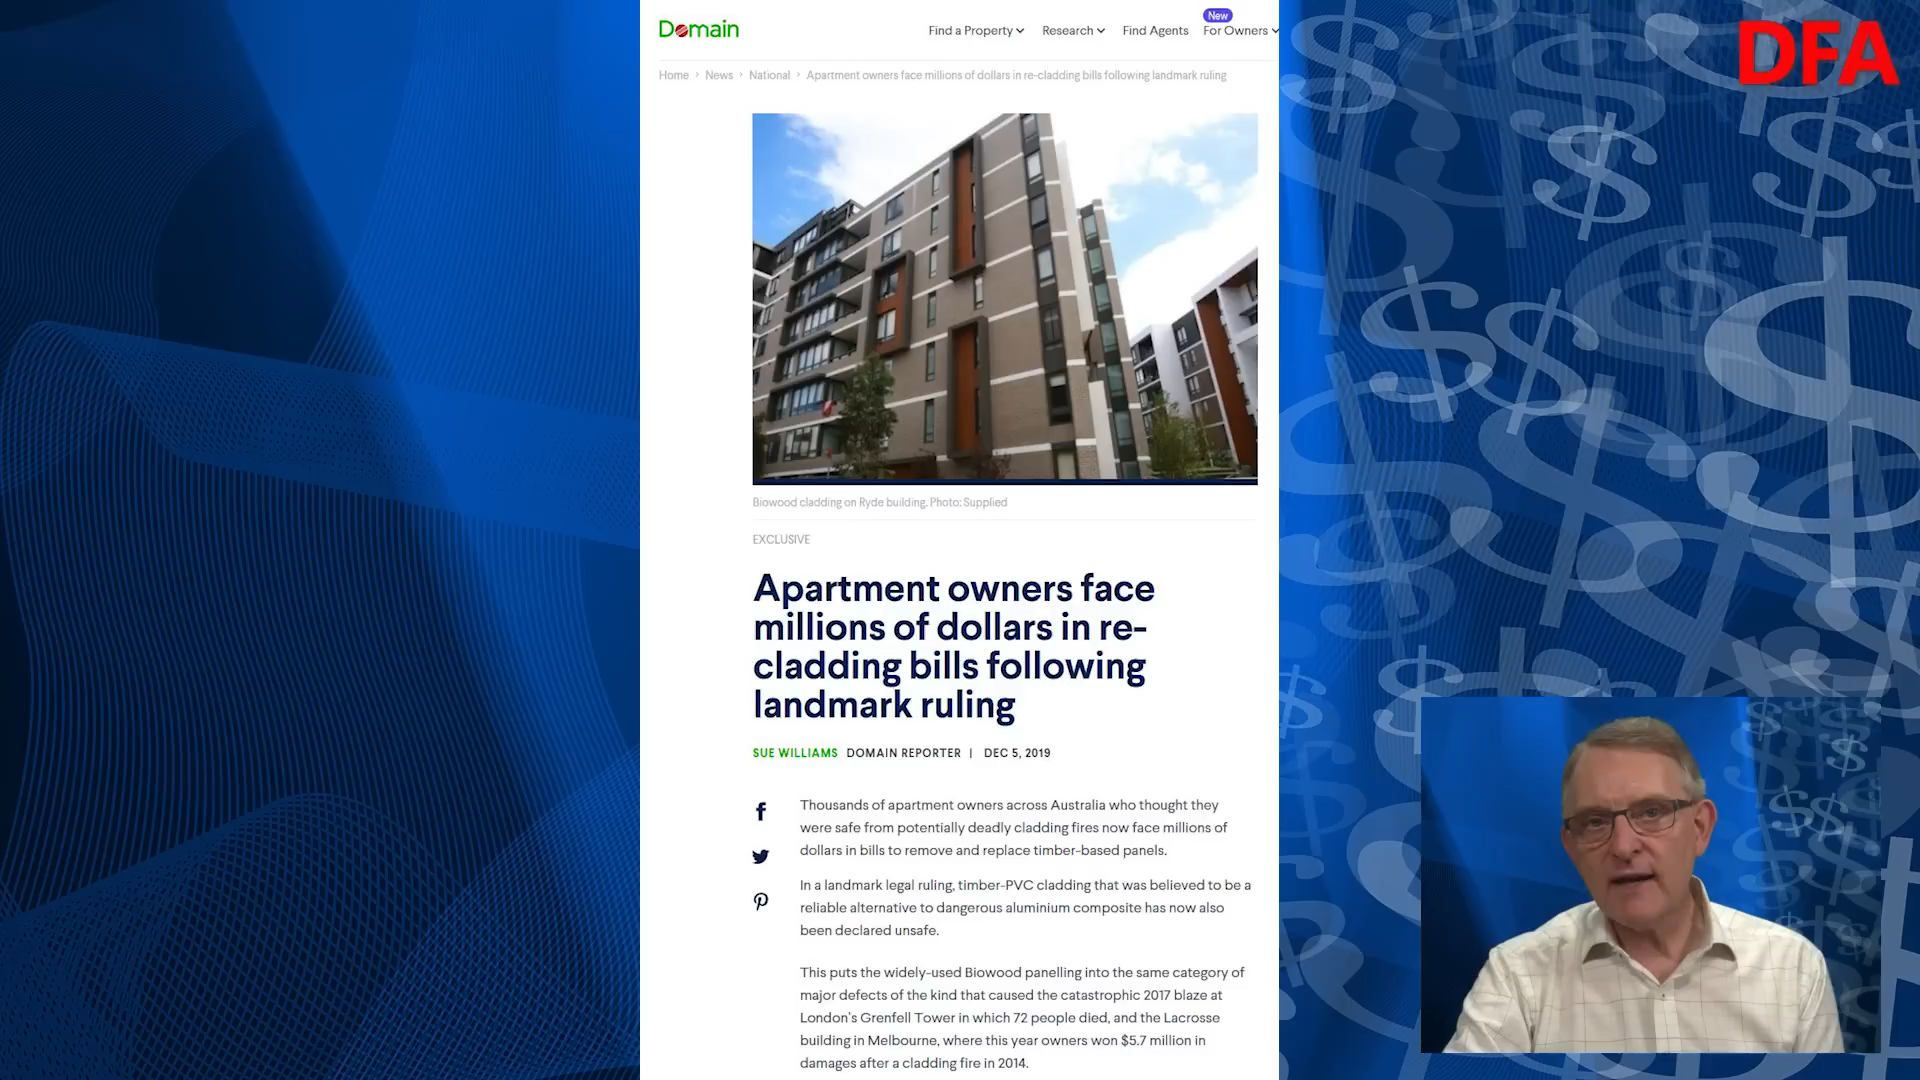 Domain
Find a Property
Research
Find Agents
New
For Owners
DFA
Home > News > National > Apartment owners face millions of dollars in re-cladding bills following landmark ruling
Biowood cladding on Ryde building. Photo: Supplied
EXCLUSIVE
Apartment owners face
millions of dollars in re-
cladding bills following
landmark ruling
SUE WILLIAMS DOMAIN REPORTER | DEC 5, 2019
Thousands of apartment owners across Australia who thought they
were safe from potentially deadly cladding fires now face millions of
dollars in bills to remove and replace timber-based panels.
In a landmark legal ruling, timber-PVC cladding that was believed to be a
reliable alternative to dangerous aluminium composite has now also
been declared unsafe.
This puts the widely-used Biowood panelling into the same category of
major defects of the kind that caused the catastrophic 2017 blaze at
London's Grenfell Tower in which 72 people died, and the Lacrosse
building in Melbourne, where this year owners won $5.7 million in
damages after a cladding fire in 2014.